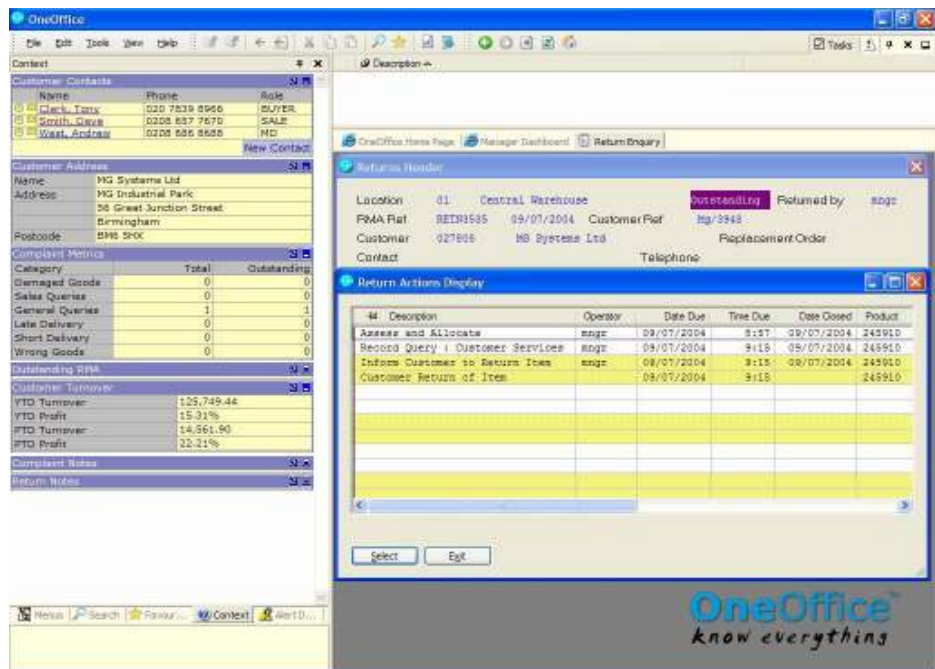 OneOffice
File Edit Tools View Help
Tasks
Context
Description
Customer Contacts
Name Phone Role
Clark, Tony 020 7839 8966 BUYER
Smith, Dave 0208 657 7670 SALE
West, Andrew 0208 686 8688 MD
New Contact
Customer Address
Name MG Systems Ltd
Address MG Industrial Park
56 Great Junction Street
Birmingham
Postcode BM6 5HX
Complaint Metrics
Category Total Outstanding
Damaged Goods 0 0
Sales Queries 0 0
General Queries 1 1
Late Delivery 0 0
Short Delivery 0 0
Wrong Goods 0 0
Outstanding RMA
Customer Turnover
YTD Turnover 125,749.44
YTD Profit 15.31%
PTD Turnover 14,561.90
PTD Profit 22.21%
Complaint Notes
Return Notes
Menus Search Favour... Context Alert D...
OneOffice Home Page Manager Dashboard Return Enquiry
Returns Header
Location 01 Central Warehouse Outstanding Returned by mngr
RMA Ref 09/07/2004 Customer Ref Mg/3948
Customer Systems Ltd Replacement Order
Contact Telephone
Return Actions Display
Description Operator Date Due Time Due Date Closed Product
Assess and Allocate mngr 09/07/2004 8:57 09/07/2004 245910
Record Query : Customer Services mngr 09/07/2004 9:15 09/07/2004 245910
Inform Customer to Return Item mngr 09/07/2004 9:15 09/07/2004 245910
Customer Return of Item 09/07/2004 9:15 245910
Select Exit
OneOffice
know everything